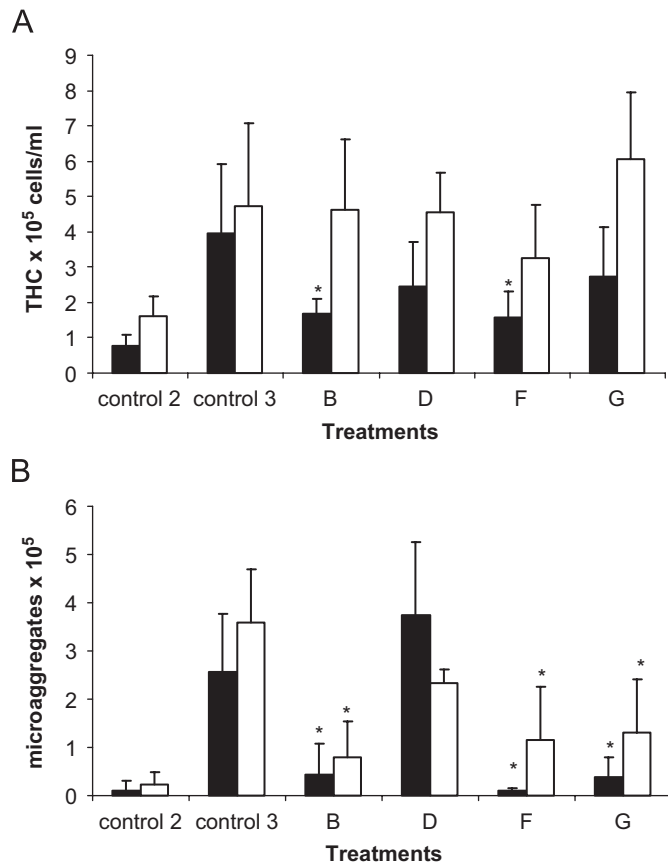 A
THC x 10⁵ cells/ml
9
8
7
6
5
4
3
2
1
0
* *
control 2 control 3 B D F G
Treatments
B
microaggregates x 10⁵
6
5
4
3
2
1
0
* * * * * *
control 2 control 3 B D F G
Treatments